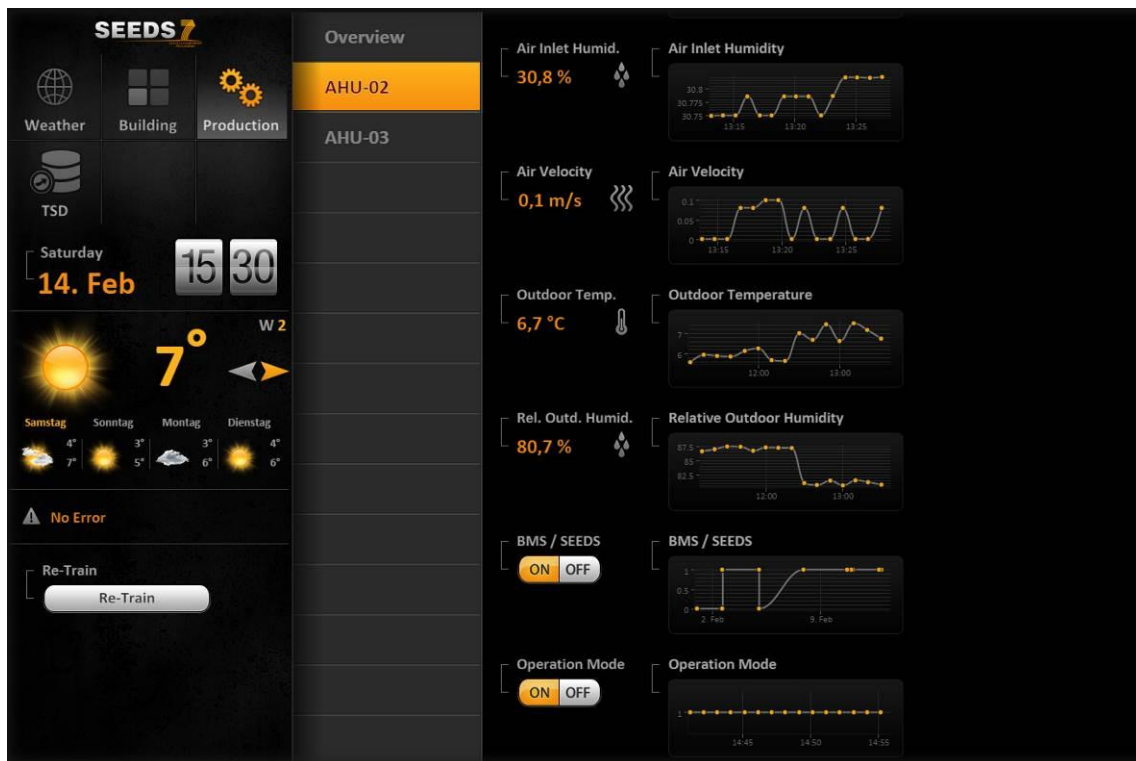 SEEDS
Weather
Building
Production
TSD
Saturday
14. Feb
15 30
W 2
7°
Samstag Sonntag Montag Dienstag
4° 3° 3° 4°
7° 5° 6° 6°
No Error
Re-Train
Re-Train
Overview
AHU-02
AHU-03
Air Inlet Humid.
30,8 %
Air Inlet Humidity
30.8
30.775
30.75
13:15 13:20 13:25
Air Velocity
0,1 m/s
Air Velocity
0.1
0.05
0
13:15 13:20 13:25
Outdoor Temp.
6,7 °C
Outdoor Temperature
7
6
12:00 13:00
Rel. Outd. Humid.
80,7 %
Relative Outdoor Humidity
87.5
85
82.5
12:00 13:00
BMS / SEEDS
ON OFF
BMS / SEEDS
1
0.5
0
2. Feb 9. Feb
Operation Mode
ON OFF
Operation Mode
1
14:45 14:50 14:55